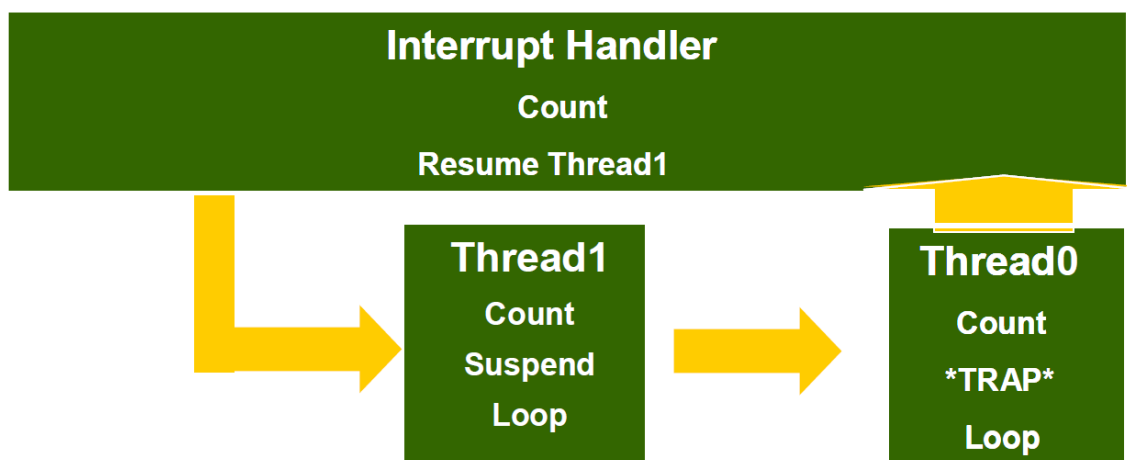 Interrupt Handler
Count
Resume Thread1
Thread1
Count
Suspend
Loop
Thread0
Count
*TRAP*
Loop